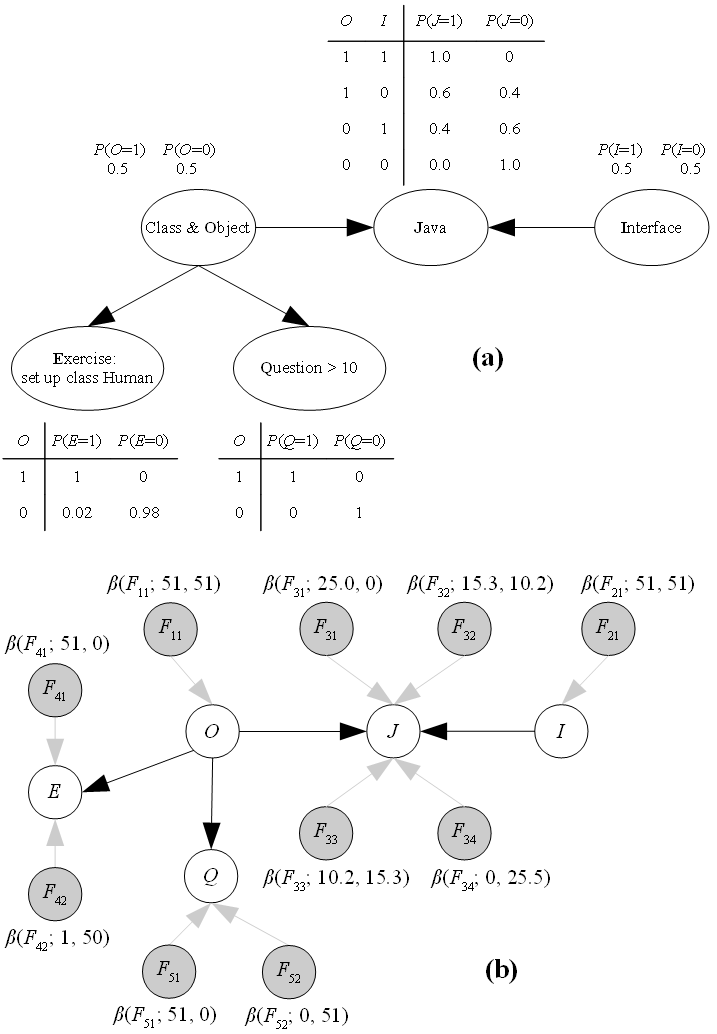 O I P(J=1) P(J=0)
1 1 1.0 0
1 0 0.6 0.4
0 1 0.4 0.6
0 0 0.0 1.0
P(O=1) P(O=0)
0.5 0.5
P(I=1) P(I=0)
0.5 0.5
Class & Object
Java
Interface
Exercise:
set up class Human
Question > 10
(a)
O P(E=1) P(E=0)
1 1 0
0 0.02 0.98
O P(Q=1) P(Q=0)
1 1 0
0 0 1
β(F11; 51, 51)
β(F31; 25.0, 0)
β(F32; 15.3, 10.2)
β(F21; 51, 51)
F11
F31
F32
F21
β(F41; 51, 0)
F41
O
J
I
E
F33
F34
Q
β(F33; 10.2, 15.3)
β(F34; 0, 25.5)
F42
β(F42; 1, 50)
F51
F52
(b)
β(F51; 51, 0)
β(F52; 0, 51)